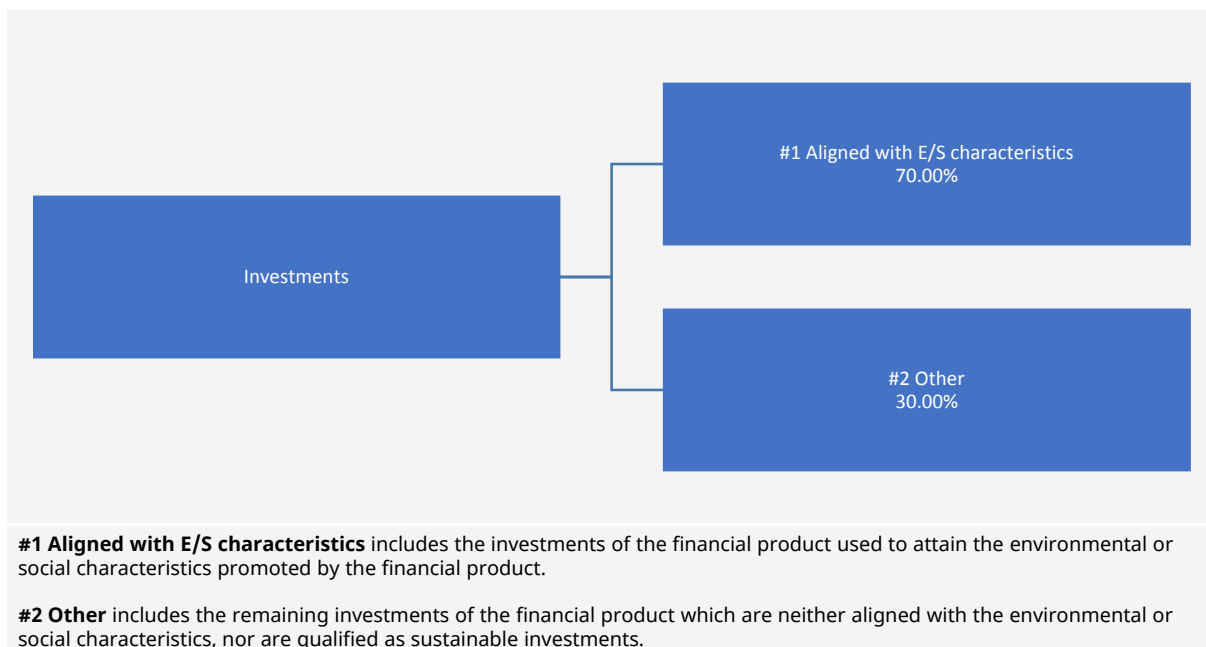 #1 Aligned with E/S characteristics
70.00%
Investments
#2 Other
30.00%
#1 Aligned with E/S characteristics includes the investments of the financial product used to attain the environmental or
social characteristics promoted by the financial product.
#2 Other includes the remaining investments of the financial product which are neither aligned with the environmental or
social characteristics, nor are qualified as sustainable investments.